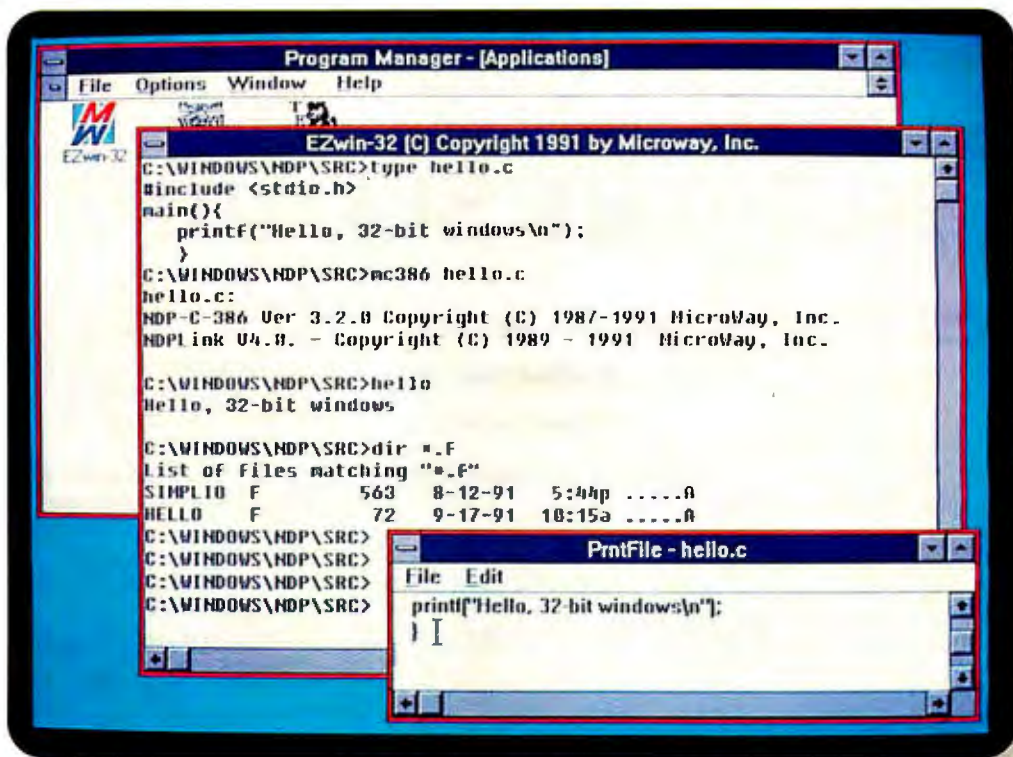 Program Manager - [Applications]
File Options Window Help
MW
EZwin-32
EZwin-32 (C) Copyright 1991 by Microway, Inc.
C:\WINDOWS\NDP\SRC>type hello.c
#include <stdio.h>
main(){
printf("Hello, 32-bit windows\n");
}
C:\WINDOWS\NDP\SRC>mc386 hello.c
hello.c:
NDP-C-386 Ver 3.2.0 Copyright (C) 1987-1991 MicroWay, Inc.
NDPLink V4.0. - Copyright (C) 1989 - 1991 MicroWay, Inc.
C:\WINDOWS\NDP\SRC>hello
Hello, 32-bit windows
C:\WINDOWS\NDP\SRC>dir *.F
List of files matching "*.F"
SIMPLIO F 563 8-12-91 5:44p .....A
HELLO F 72 9-17-91 10:15a .....A
C:\WINDOWS\NDP\SRC>
C:\WINDOWS\NDP\SRC>
C:\WINDOWS\NDP\SRC>
C:\WINDOWS\NDP\SRC>
PrntFile - hello.c
File Edit
printf("Hello, 32-bit windows\n");
}